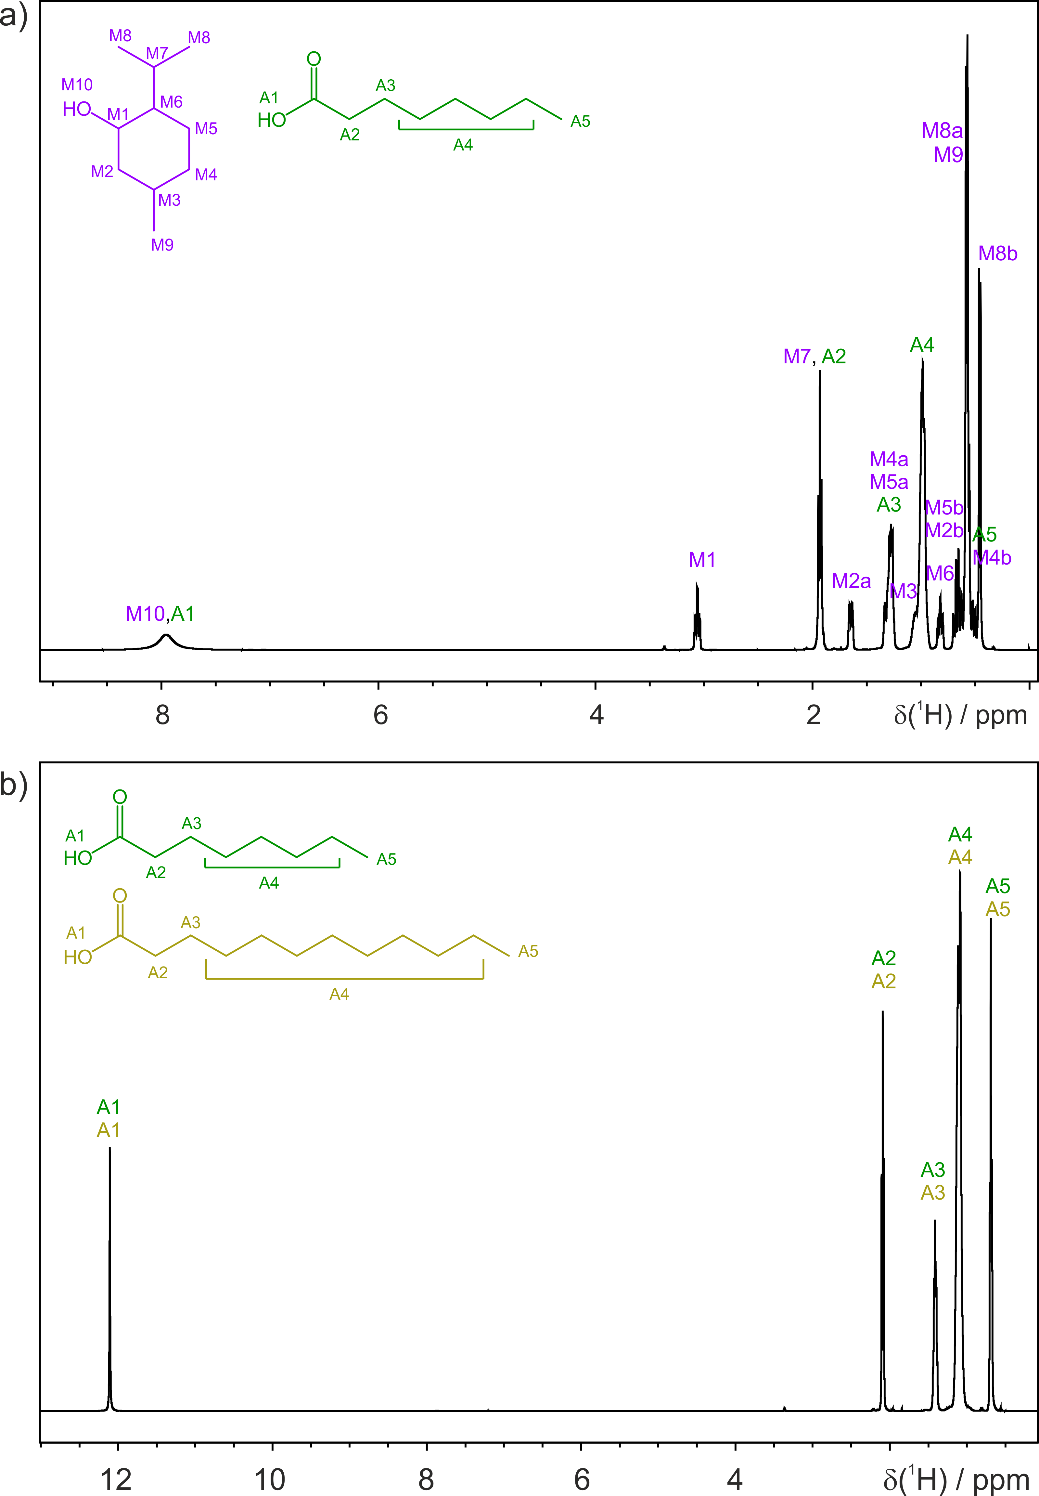 a)
M8
M8
M7
M10
HO
M1
M6
M5
M2
M4
M3
M9
O
A3
A1
HO
A2
A4
A5
M8a
M9
M8b
M7, A2
A4
M4a
M5a
A3
M5b
M2b
A5
M4b
M1
M2a
M3
M6
M10,A1
8
6
4
2
δ(¹H) / ppm
b)
O
A1
A3
HO
A2
A4
A5
O
A1
A3
HO
A2
A4
A5
A4
A4
A5
A5
A2
A2
A1
A1
A3
A3
12
10
8
6
4
δ(¹H) / ppm